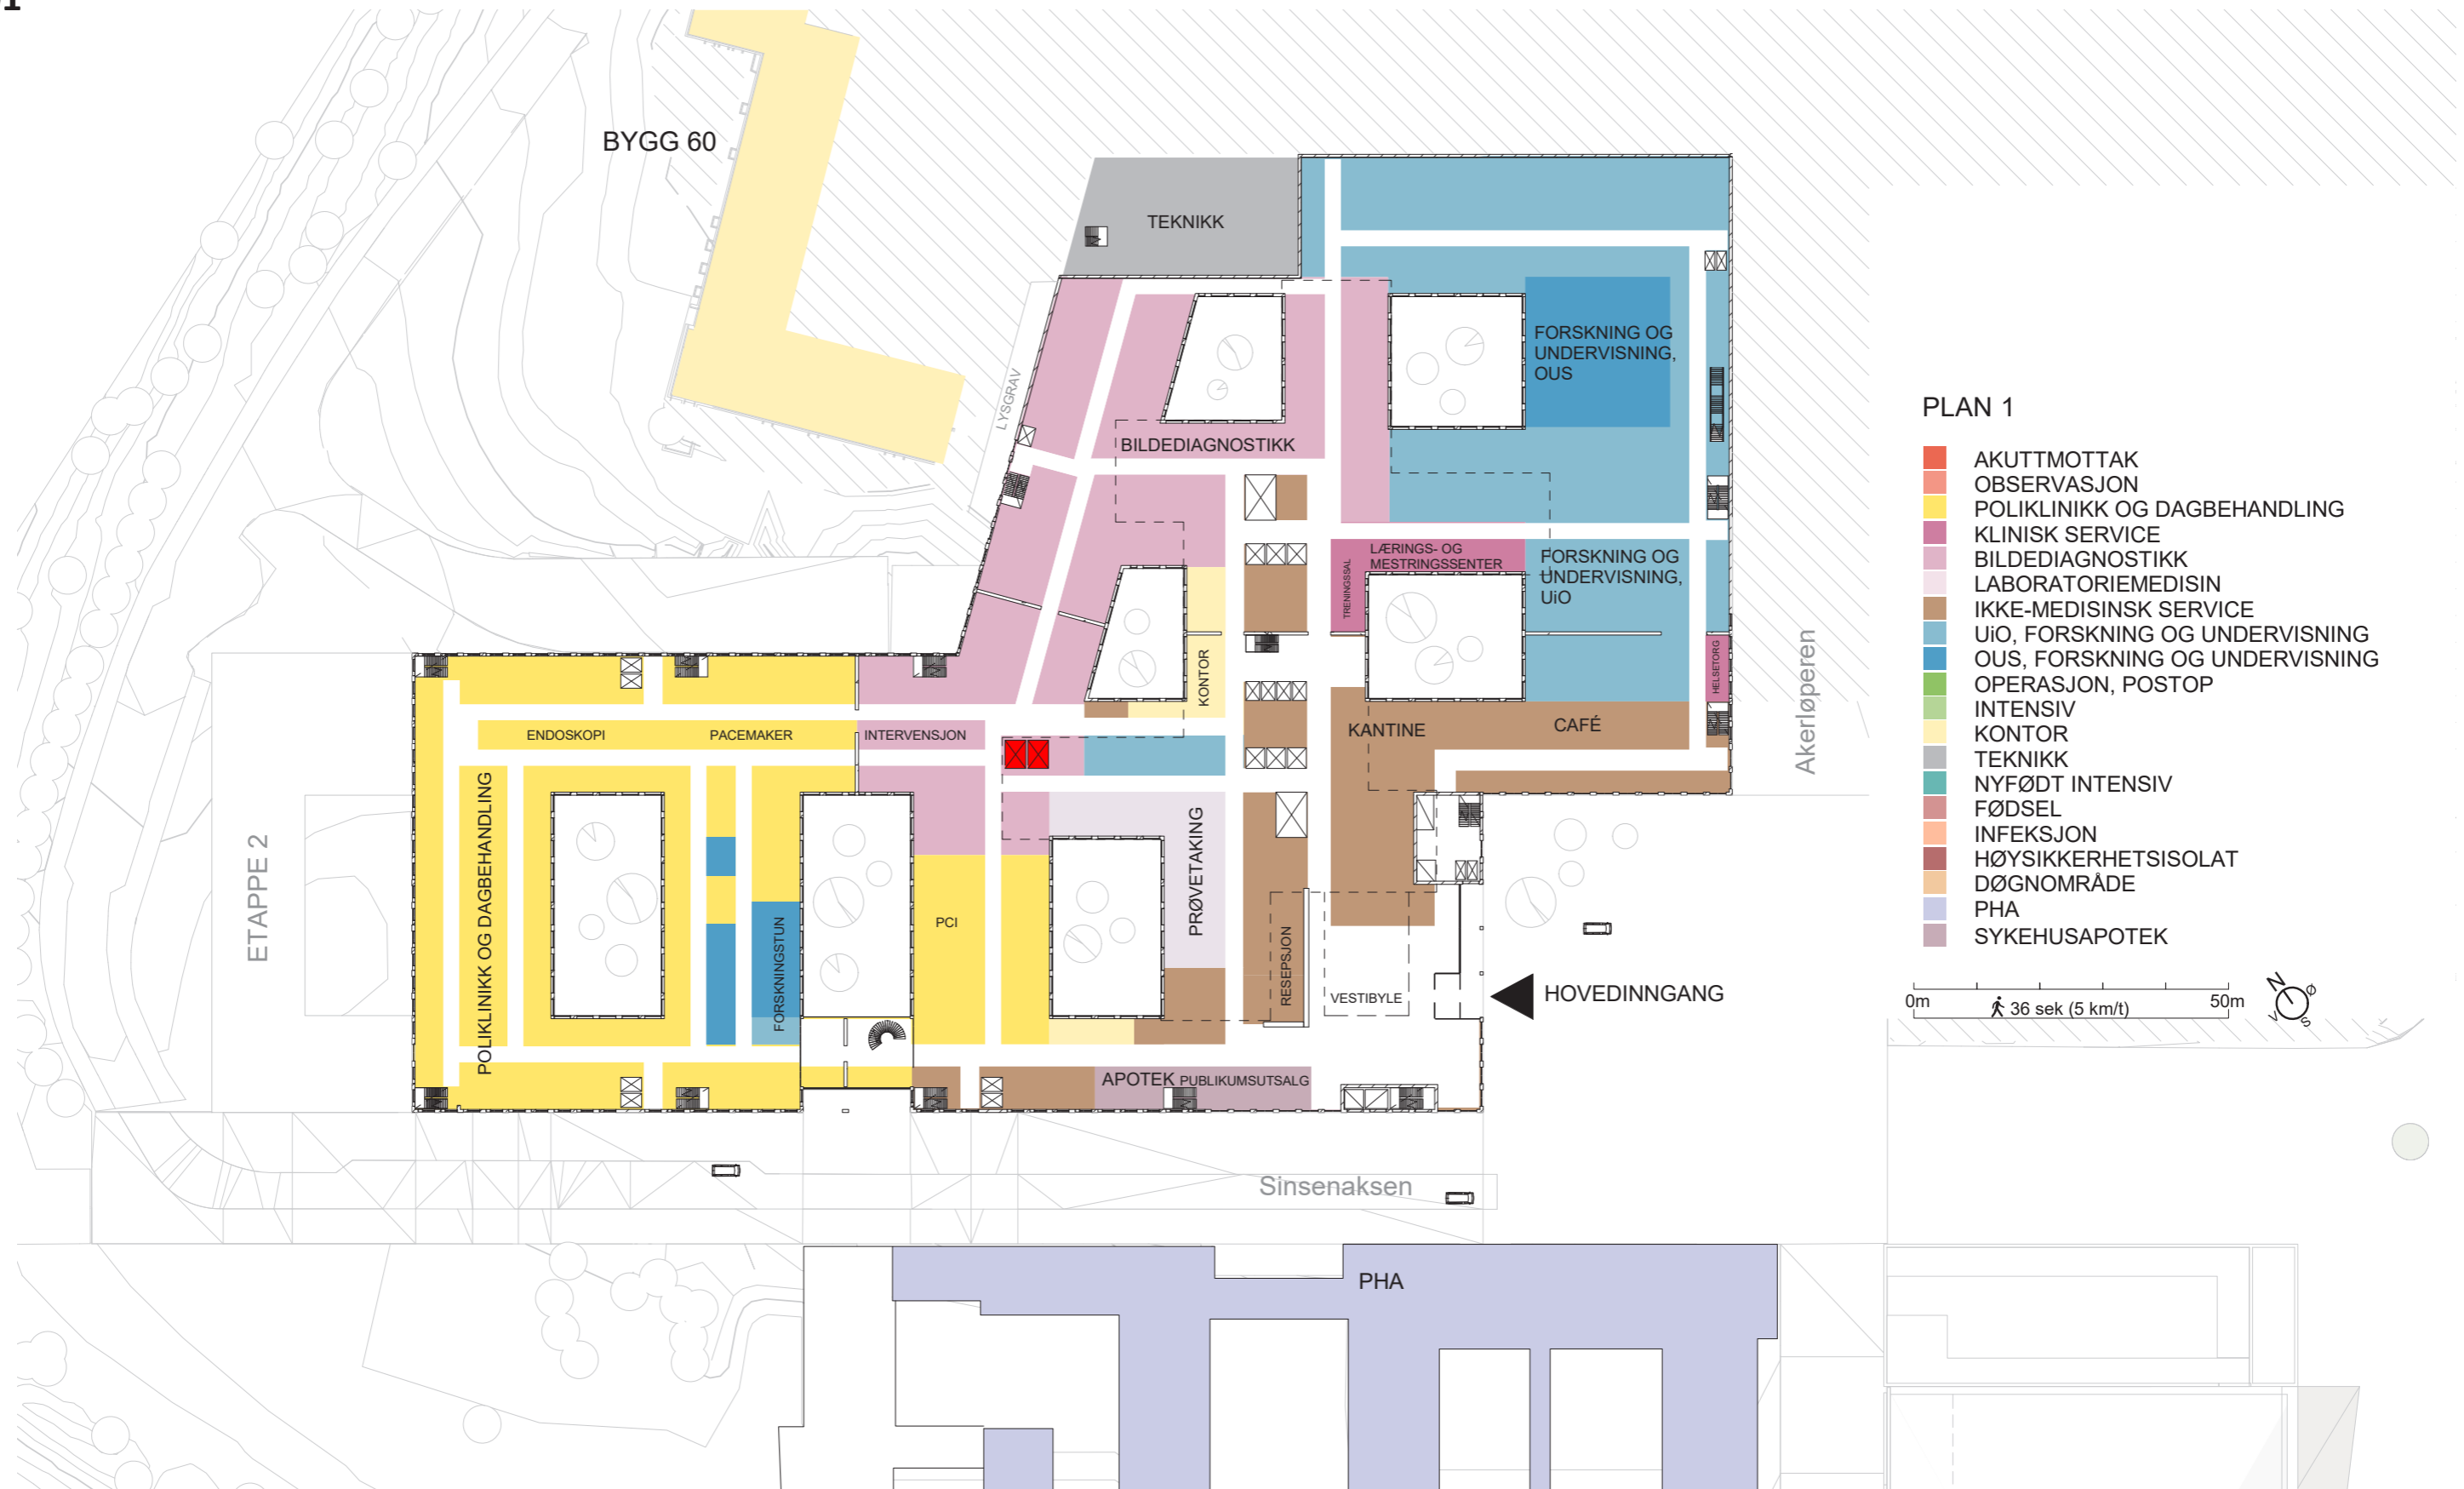 BYGG 60
TEKNIKK
LYSGRAV
BILDEDIAGNOSTIKK
FORSKNING OG
UNDERVISNING,
OUS
LÆRINGS- OG
MESTRINGSSENTER
TRENINGSSAL
FORSKNING OG
UNDERVISNING,
UiO
HELSETORG
KONTOR
KANTINE
CAFÉ
Akerløperen
ENDOSKOPI
PACEMAKER
INTERVENSJON
ETAPPE 2
POLIKLINIKK OG DAGBEHANDLING
FORSKNINGSTUN
PCI
PRØVETAKING
RESEPSJON
VESTIBYLE
HOVEDINNGANG
APOTEK PUBLIKUMSUTSALG
Sinsenaksen
PHA
PLAN 1
AKUTTMOTTAK
OBSERVASJON
POLIKLINIKK OG DAGBEHANDLING
KLINISK SERVICE
BILDEDIAGNOSTIKK
LABORATORIEMEDISIN
IKKE-MEDISINSK SERVICE
UiO, FORSKNING OG UNDERVISNING
OUS, FORSKNING OG UNDERVISNING
OPERASJON, POSTOP
INTENSIV
KONTOR
TEKNIKK
NYFØDT INTENSIV
FØDSEL
INFEKSJON
HØYSIKKERHETSISOLAT
DØGNOMRÅDE
PHA
SYKEHUSAPOTEK
0m
50m
36 sek (5 km/t)
N
Ø
V
S